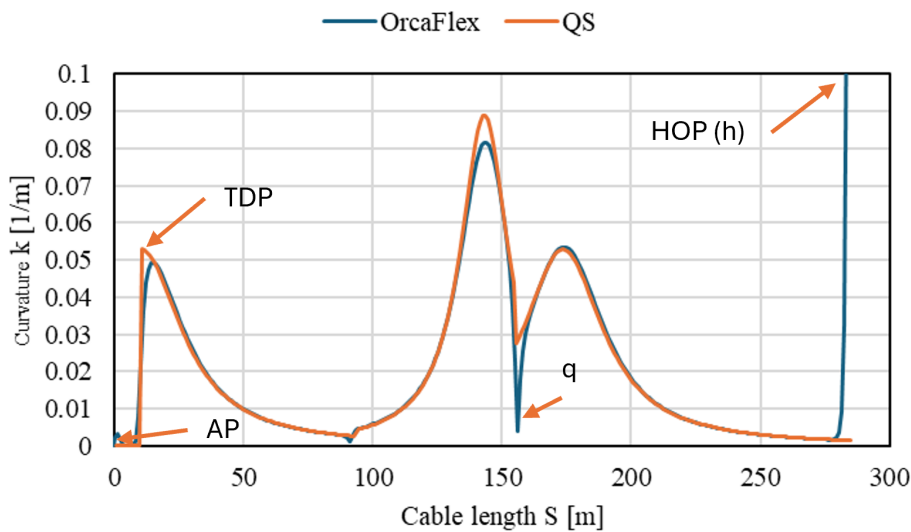 OrcaFlex QS
0.1
0.09
HOP (h)
0.08
0.07
TDP
0.06
0.05
0.04
0.03
q
0.02
0.01
AP
0
0 50 100 150 200 250 300
Curvature k [1/m]
Cable length S [m]